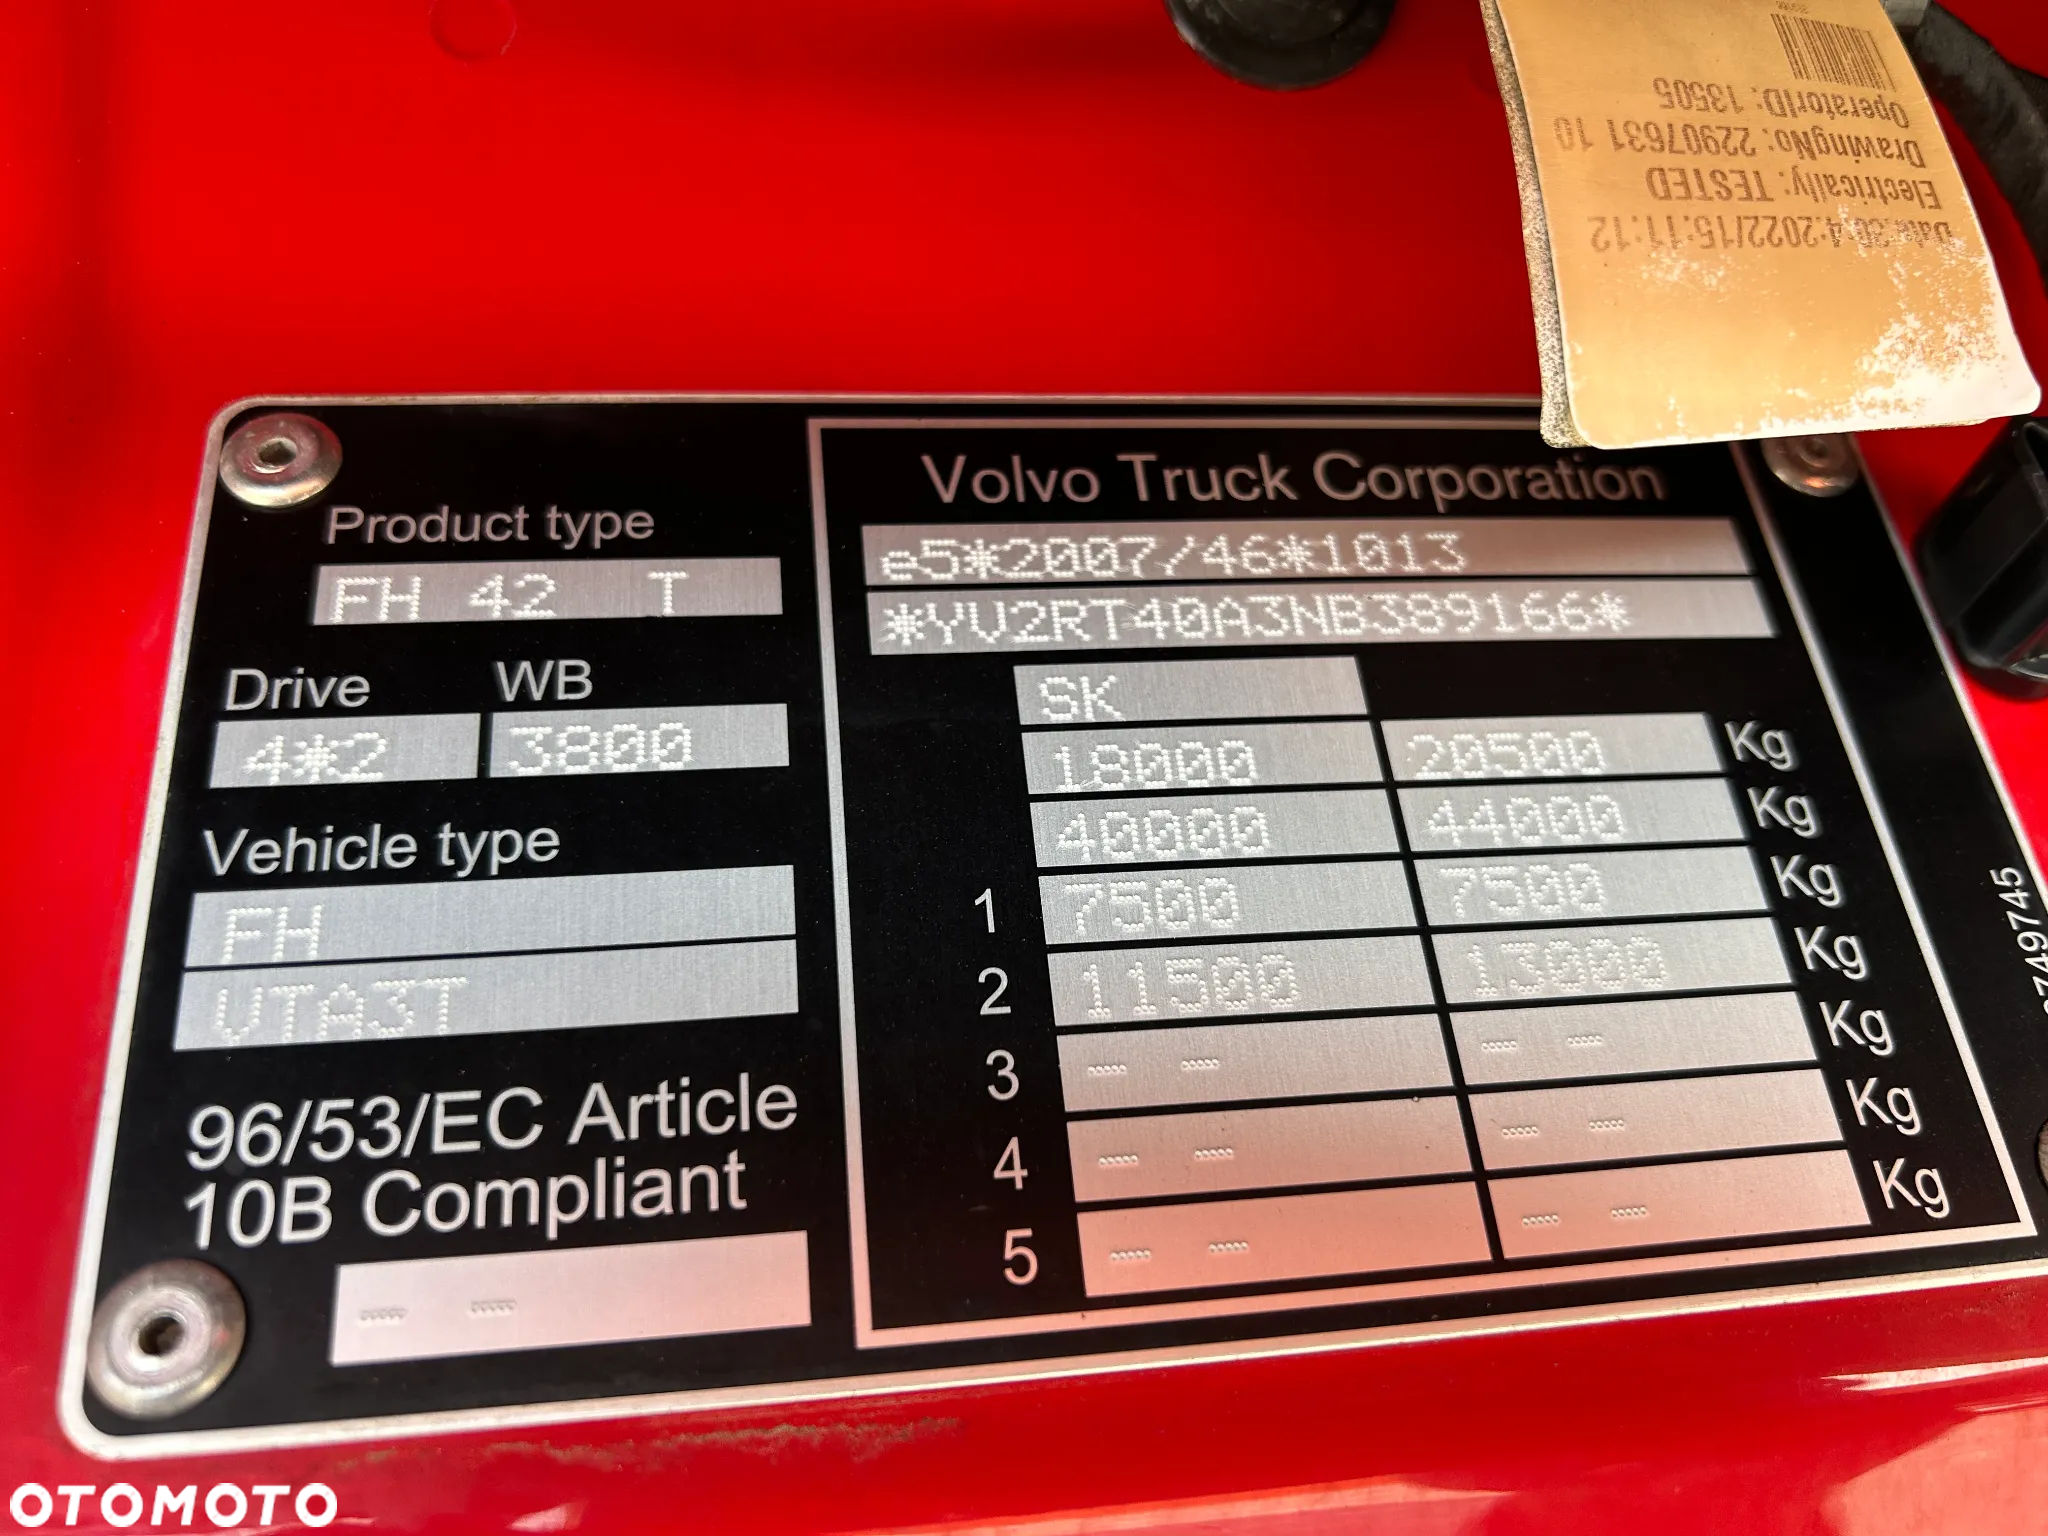 OperatorID: 13505
DrawingNo: 22907631 10
Electrically: TESTED
Date:30:4:2022/15:11:12
Volvo Truck Corporation
e5*2007/46*1013
*YV2RT40A3NB389166*
SK
18000 20500 Kg
40000 44000 Kg
1 7500 7500 Kg
2 11500 13000 Kg
3 - - - - Kg
4 - - - - Kg
5 - - - - Kg
Product type
FH 42 T
Drive WB
4*2 3800
Vehicle type
FH
VTA3T
96/53/EC Article
10B Compliant
- -
OTOMOTO